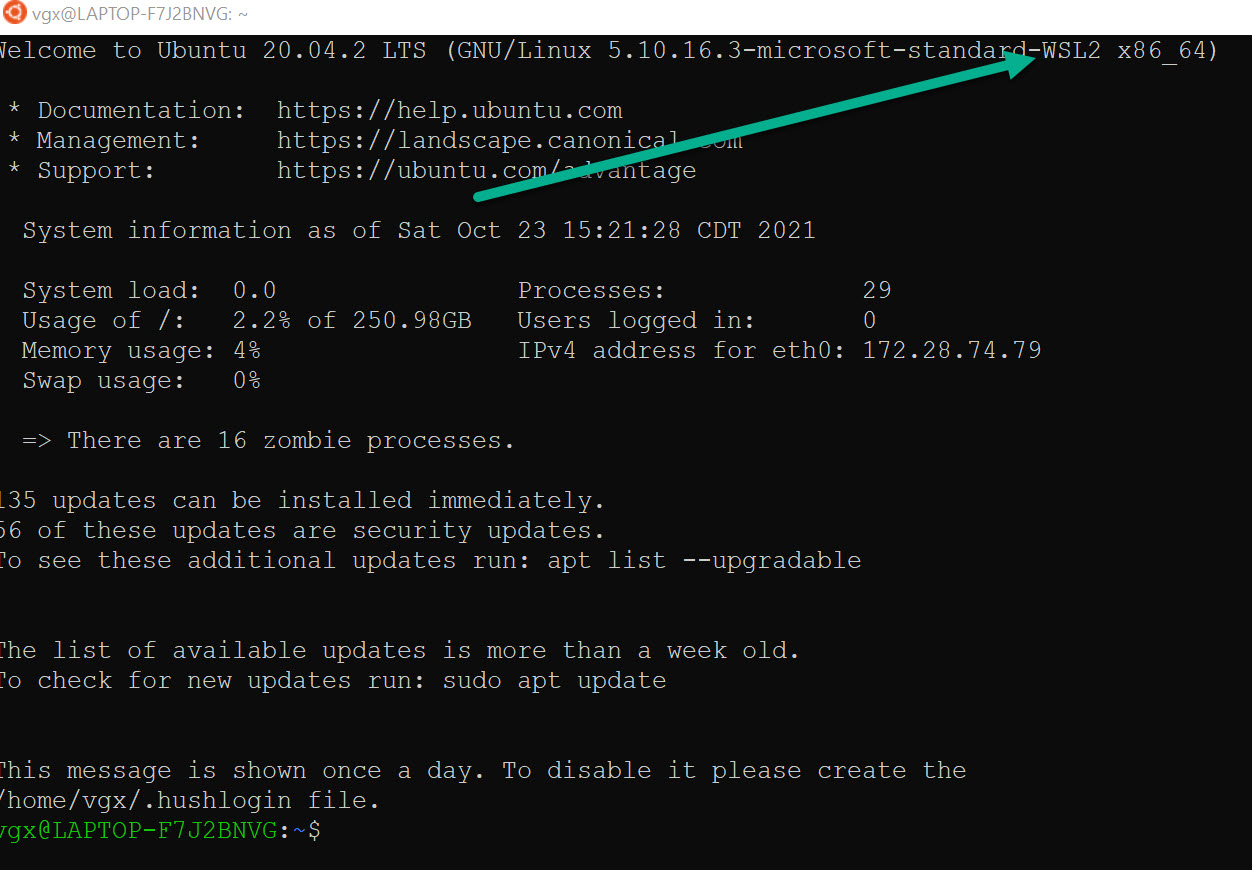 vgx@LAPTOP-F7J2BNVG: ~
Welcome to Ubuntu 20.04.2 LTS (GNU/Linux 5.10.16.3-microsoft-standard-WSL2 x86_64)
* Documentation: https://help.ubuntu.com
* Management: https://landscape.canonical.com
* Support: https://ubuntu.com/advantage
System information as of Sat Oct 23 15:21:28 CDT 2021
System load: 0.0 Processes: 29
Usage of /: 2.2% of 250.98GB Users logged in: 0
Memory usage: 4% IPv4 address for eth0: 172.28.74.79
Swap usage: 0%
=> There are 16 zombie processes.
135 updates can be installed immediately.
56 of these updates are security updates.
To see these additional updates run: apt list --upgradable
The list of available updates is more than a week old.
To check for new updates run: sudo apt update
This message is shown once a day. To disable it please create the
/home/vgx/.hushlogin file.
vgx@LAPTOP-F7J2BNVG:~$